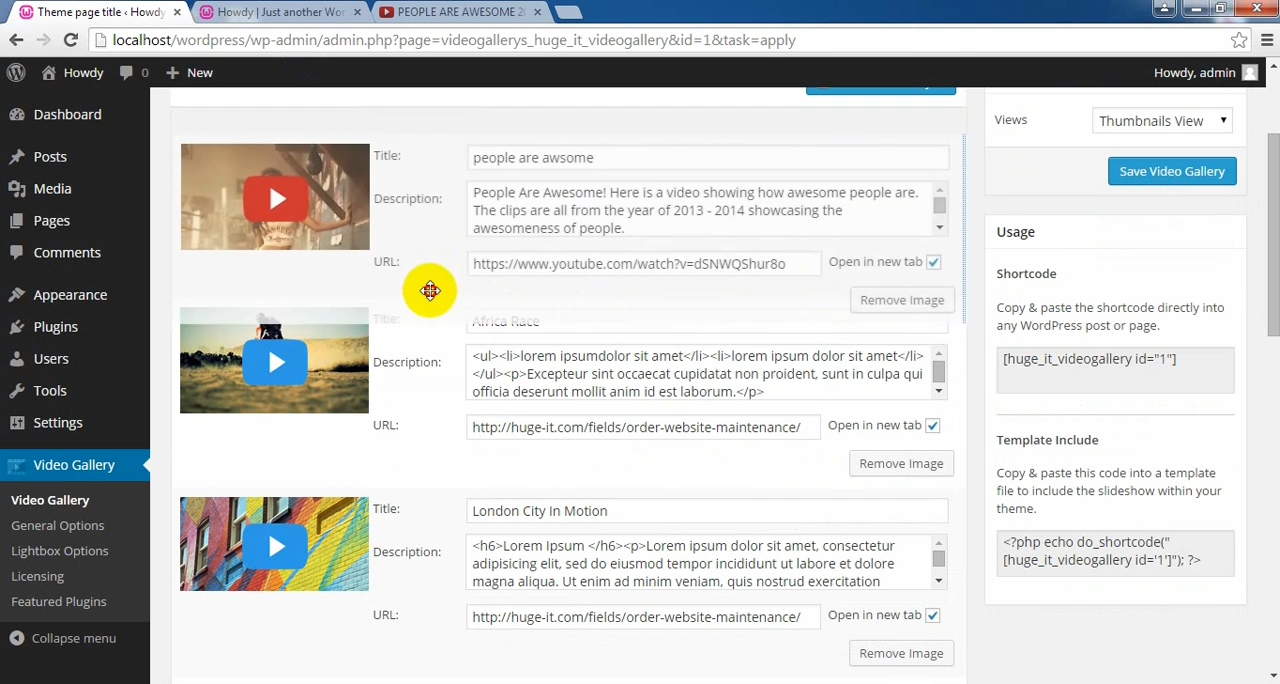 Theme page title ‹ Howdy
Howdy | Just another Wor
PEOPLE ARE AWESOME 20
localhost/wordpress/wp-admin/admin.php?page=videogallerys_huge_it_videogallery&id=1&task=apply
Howdy
0
New
Howdy, admin
Dashboard
Posts
Media
Pages
Comments
Appearance
Plugins
Users
Tools
Settings
Video Gallery
Video Gallery
General Options
Lightbox Options
Licensing
Featured Plugins
Collapse menu
Title:
people are awsome
Description:
People Are Awesome! Here is a video showing how awesome people are.
The clips are all from the year of 2013 - 2014 showcasing the
awesomeness of people.
URL:
https://www.youtube.com/watch?v=dSNWQShur8o
Open in new tab
Remove Image
Title:
Africa Race
Description:
<ul><li>lorem ipsumdolor sit amet</li><li>lorem ipsum dolor sit amet</li>
</ul><p>Excepteur sint occaecat cupidatat non proident, sunt in culpa qui
officia deserunt mollit anim id est laborum.</p>
URL:
http://huge-it.com/fields/order-website-maintenance/
Open in new tab
Remove Image
Title:
London City In Motion
Description:
<h6>Lorem Ipsum </h6><p>Lorem ipsum dolor sit amet, consectetur
adipisicing elit, sed do eiusmod tempor incididunt ut labore et dolore
magna aliqua. Ut enim ad minim veniam, quis nostrud exercitation
URL:
http://huge-it.com/fields/order-website-maintenance/
Open in new tab
Remove Image
Views
Thumbnails View
Save Video Gallery
Usage
Shortcode
Copy & paste the shortcode directly into
any WordPress post or page.
[huge_it_videogallery id="1"]
Template Include
Copy & paste this code into a template
file to include the slideshow within your
theme.
<?php echo do_shortcode("
[huge_it_videogallery id='1']"); ?>